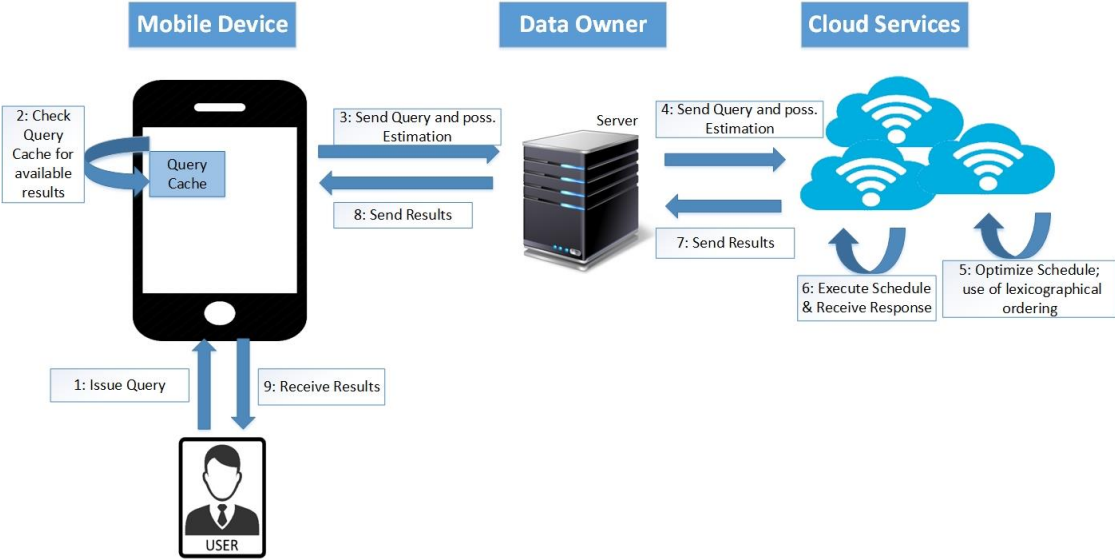 Mobile Device
Data Owner
Cloud Services
2: Check
Query
Cache for
available
results
Query
Cache
3: Send Query and poss.
Estimation
8: Send Results
Server
4: Send Query and poss.
Estimation
7: Send Results
6: Execute Schedule
& Receive Response
5: Optimize Schedule;
use of lexicographical
ordering
1: Issue Query
9: Receive Results
USER